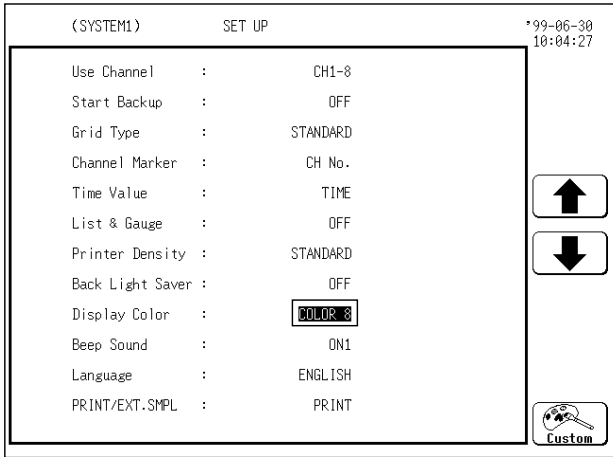 (SYSTEM1) SET UP '99-06-30
10:04:27
Use Channel : CH1-8
Start Backup : OFF
Grid Type : STANDARD
Channel Marker : CH No.
Time Value : TIME
List & Gauge : OFF
Printer Density : STANDARD
Back Light Saver : OFF
Display Color : COLOR 8
Beep Sound : ON1
Language : ENGLISH
PRINT/EXT.SMPL : PRINT
Custom